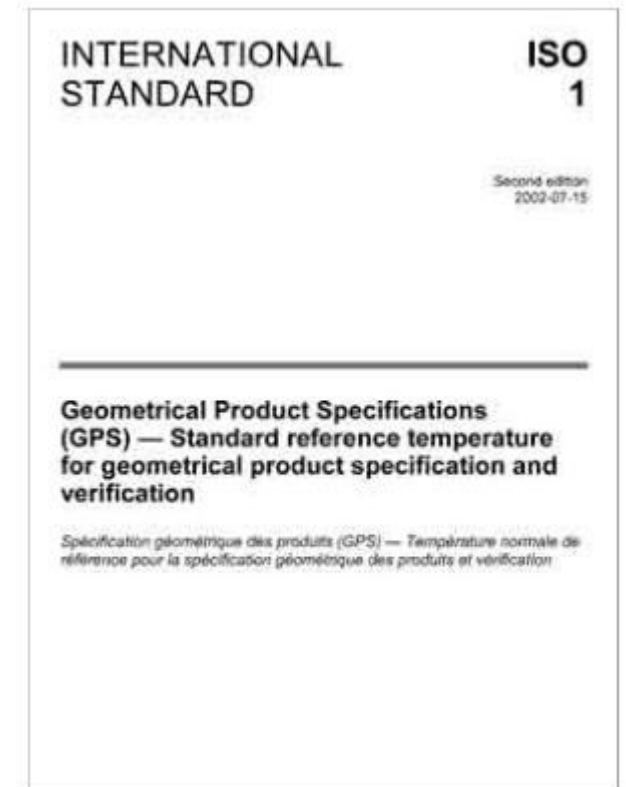 INTERNATIONAL
STANDARD
ISO
1
Second edition
2002-07-15
Geometrical Product Specifications
(GPS) — Standard reference temperature
for geometrical product specification and
verification
Spécification géométrique des produits (GPS) — Température normale de
référence pour la spécification géométrique des produits et vérification